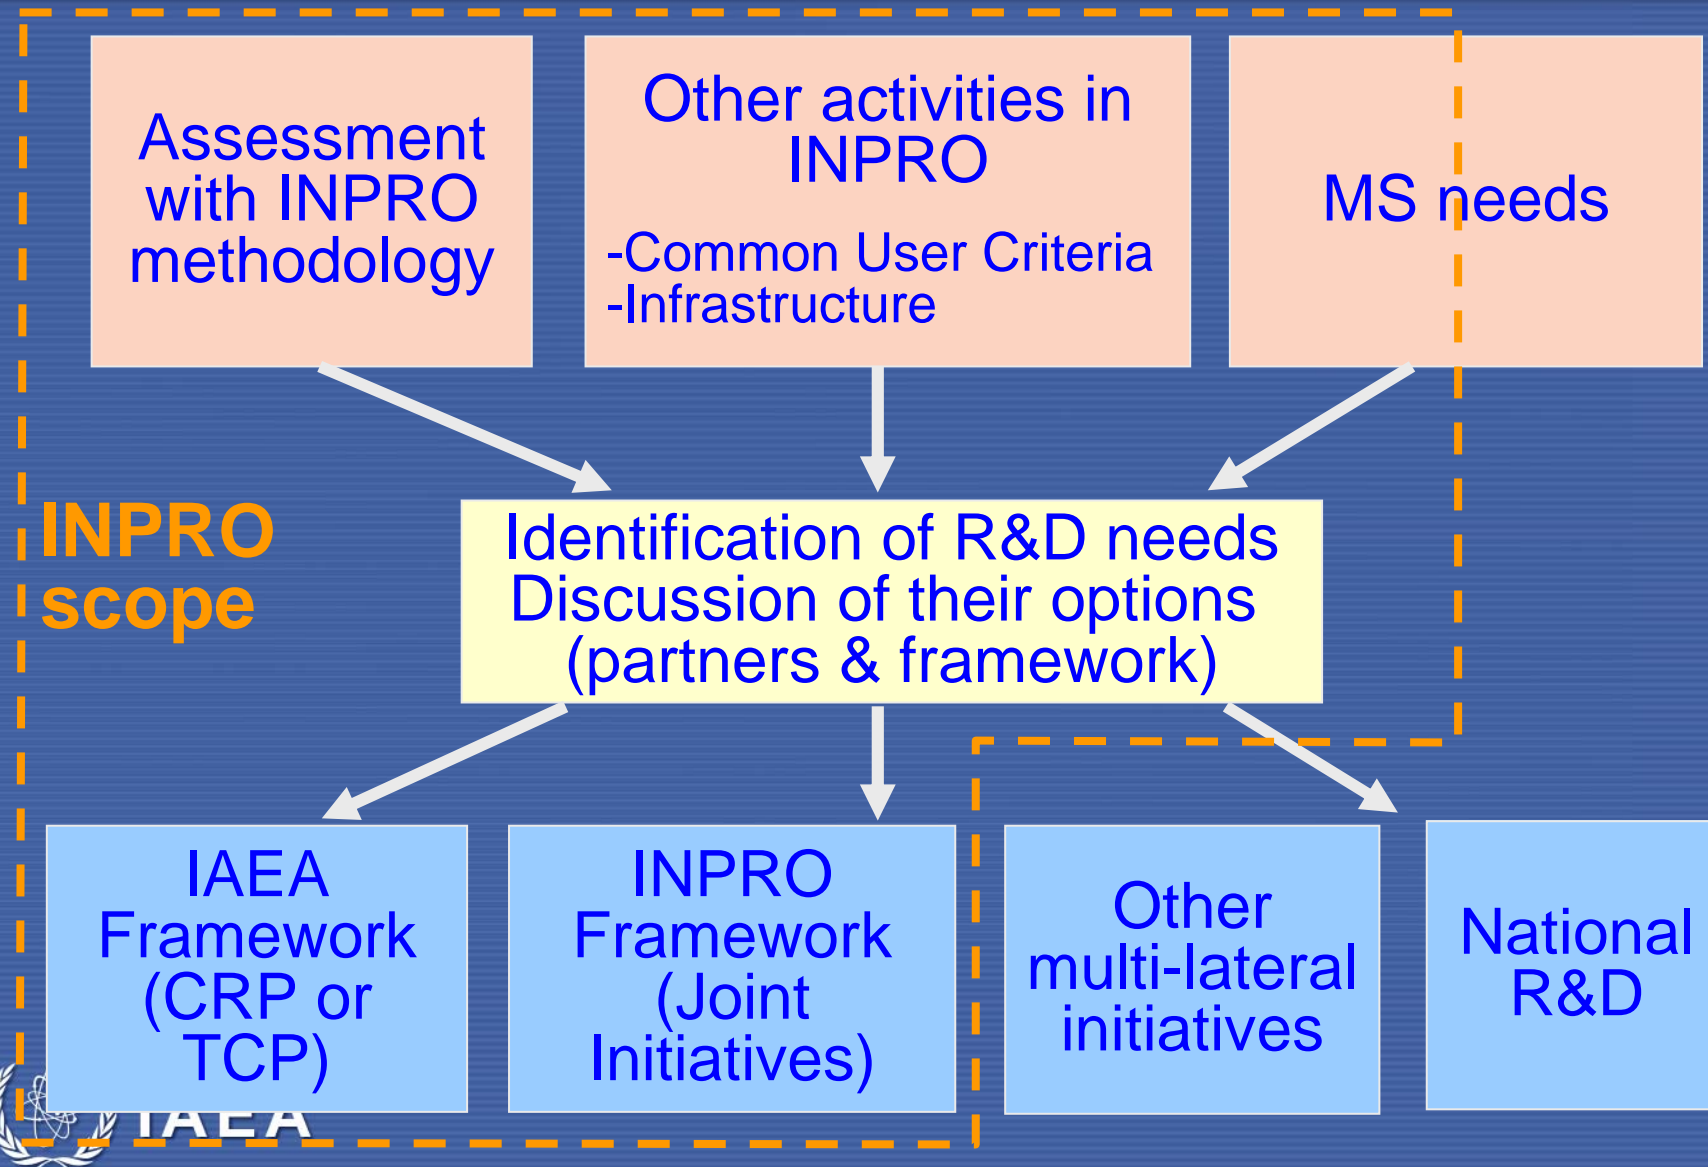 Assessment
with INPRO
methodology
Other activities in
INPRO
-Common User Criteria
-Infrastructure
MS needs
INPRO
scope
Identification of R&D needs
Discussion of their options
(partners & framework)
IAEA
Framework
(CRP or
TCP)
INPRO
Framework
(Joint
Initiatives)
Other
multi-lateral
initiatives
National
R&D
IAEA